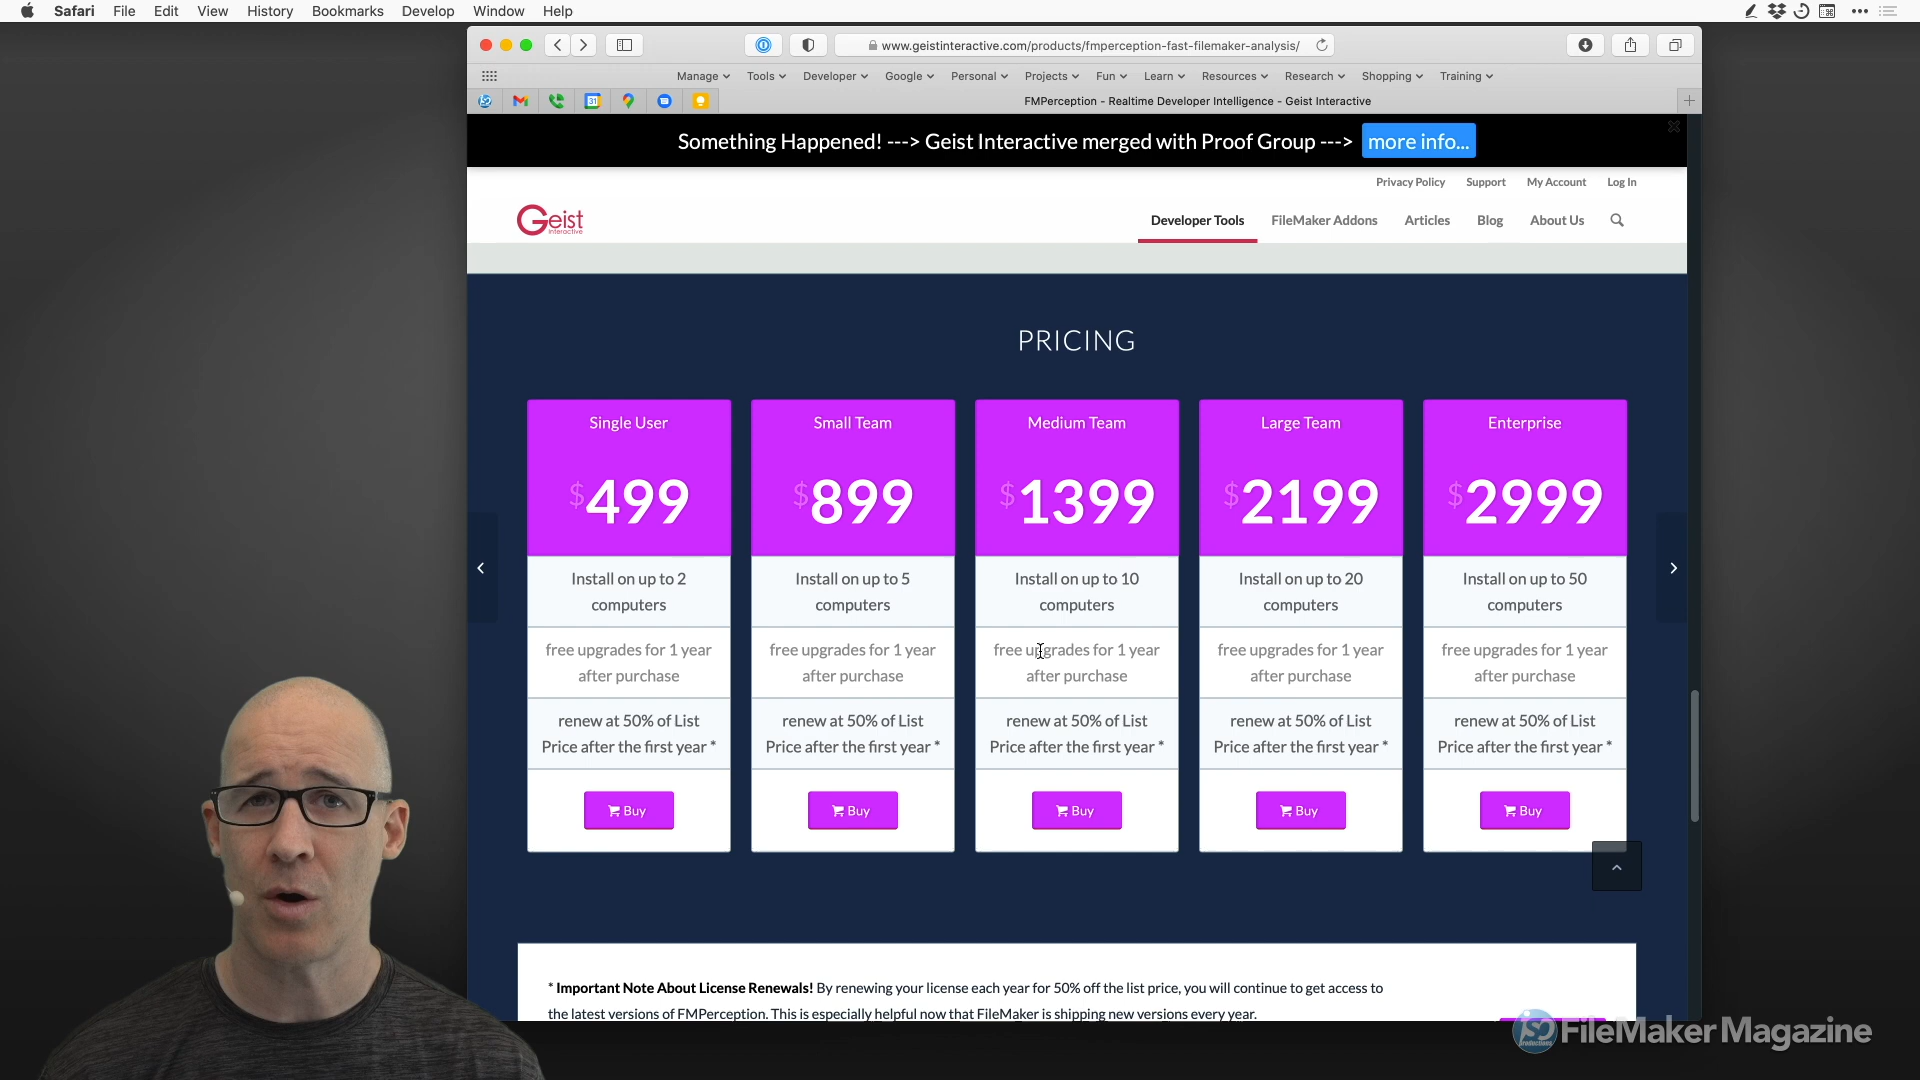 Safari File Edit View History Bookmarks Develop Window Help
www.geistinteractive.com/products/fmperception-fast-filemaker-analysis/
Manage Tools Developer Google Personal Projects Fun Learn Resources Research Shopping Training
FMPerception - Realtime Developer Intelligence - Geist Interactive
Something Happened! ---> Geist Interactive merged with Proof Group ---> more info...
Privacy Policy Support My Account Log In
Geist interactive
Developer Tools FileMaker Addons Articles Blog About Us
PRICING
Single User
$499
Install on up to 2
computers
free upgrades for 1 year
after purchase
renew at 50% of List
Price after the first year *
Buy
Small Team
$899
Install on up to 5
computers
free upgrades for 1 year
after purchase
renew at 50% of List
Price after the first year *
Buy
Medium Team
$1399
Install on up to 10
computers
free upgrades for 1 year
after purchase
renew at 50% of List
Price after the first year *
Buy
Large Team
$2199
Install on up to 20
computers
free upgrades for 1 year
after purchase
renew at 50% of List
Price after the first year *
Buy
Enterprise
$2999
Install on up to 50
computers
free upgrades for 1 year
after purchase
renew at 50% of List
Price after the first year *
Buy
* Important Note About License Renewals! By renewing your license each year for 50% off the list price, you will continue to get access to
the latest versions of FMPerception. This is especially helpful now that FileMaker is shipping new versions every year.
FileMaker Magazine